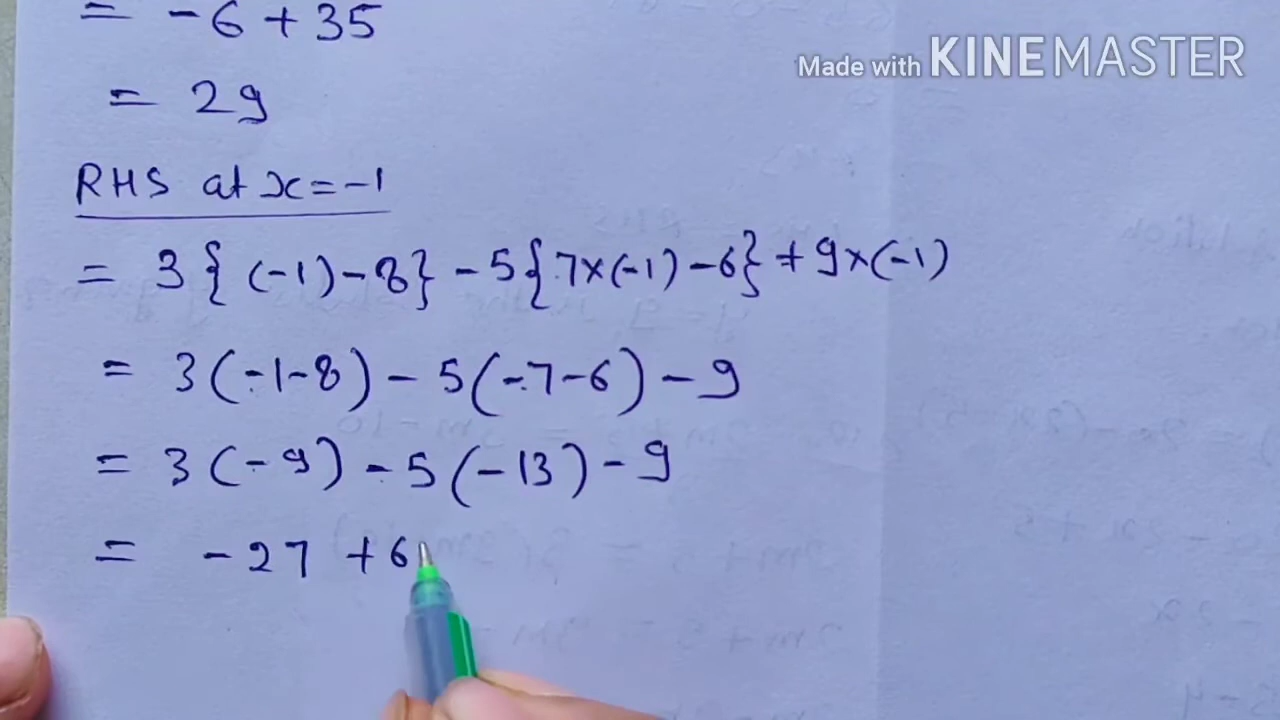 = -6 + 35
Made with KINEMASTER
= 29
RHS at x = -1
= 3{(-1)-8} - 5{7×(-1)-6} + 9×(-1)
= 3(-1-8) - 5(-7-6) - 9
= 3(-9) - 5(-13) - 9
= -27 + 6